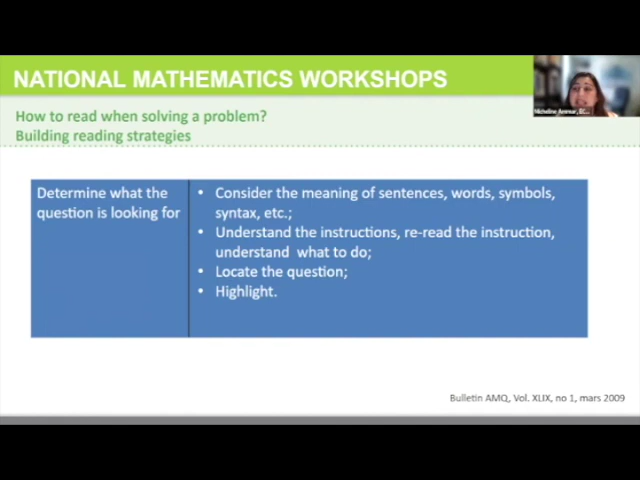 NATIONAL MATHEMATICS WORKSHOPS
How to read when solving a problem?
Building reading strategies
Determine what the
question is looking for
• Consider the meaning of sentences, words, symbols,
syntax, etc.;
• Understand the instructions, re-read the instruction,
understand what to do;
• Locate the question;
• Highlight.
Bulletin AMQ, Vol. XLIX, no 1, mars 2009